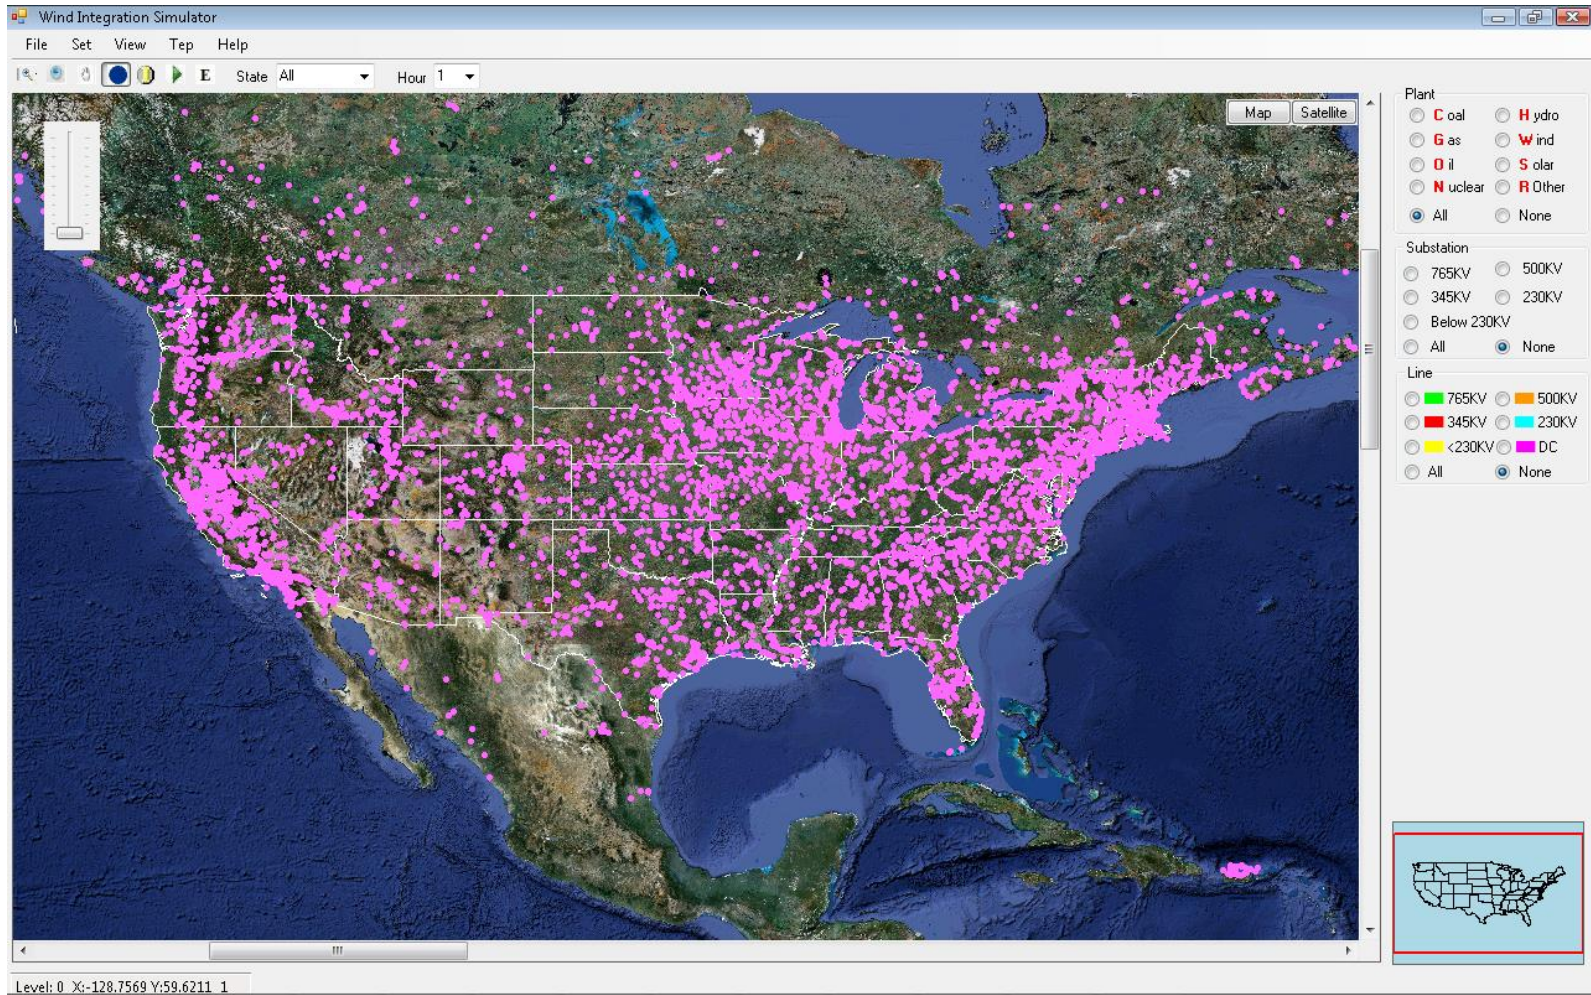 Wind Integration Simulator
File Set View Tep Help
E State All Hour 1
Map Satellite
Plant
C oal H ydro
G as W ind
O il S olar
N uclear R Other
All None
Substation
765KV 500KV
345KV 230KV
Below 230KV
All None
Line
765KV 500KV
345KV 230KV
<230KV DC
All None
Level: 0 X:-128.7569 Y:59.6211 1